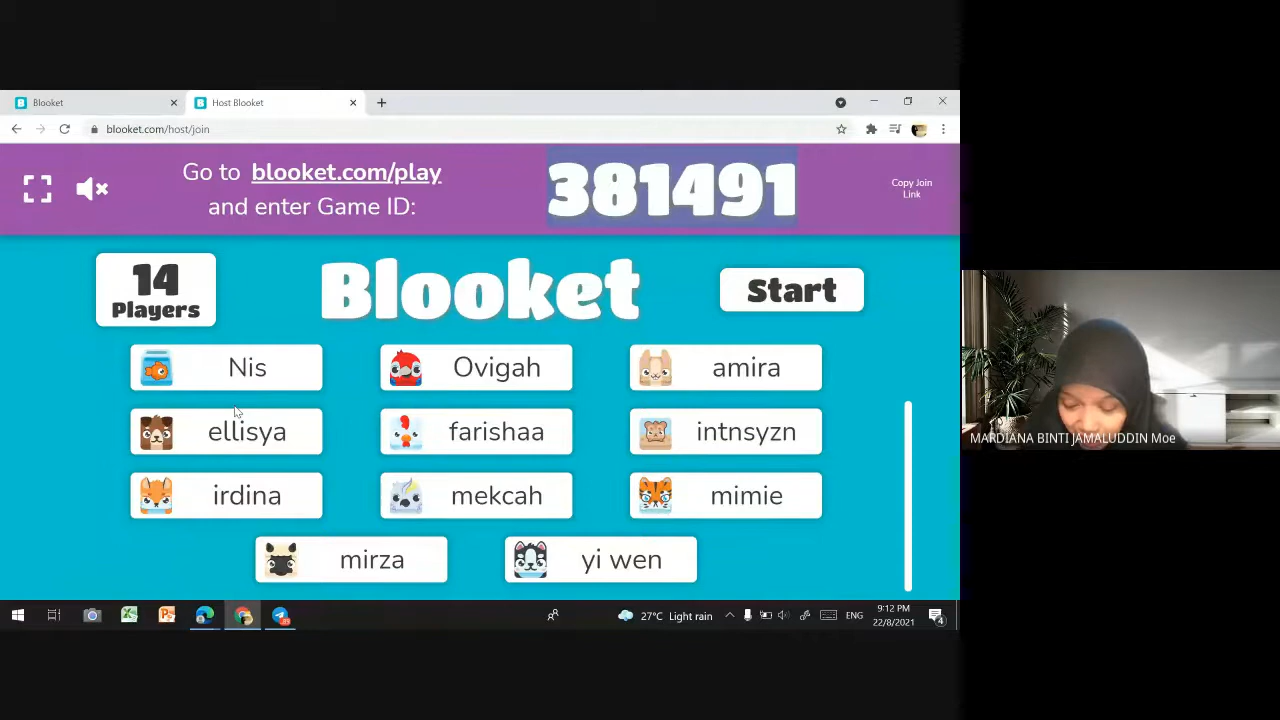 Blooket
Host Blooket
blooket.com/host/join
Go to blooket.com/play
and enter Game ID:
381491
Copy Join
Link
14
Players
Blooket
Start
Nis
Ovigah
amira
ellisya
farishaa
intnsyzn
irdina
mekcah
mimie
mirza
yi wen
MARDIANA BINTI JAMALUDDIN Moe
27°C Light rain
ENG
9:12 PM
22/8/2021
4